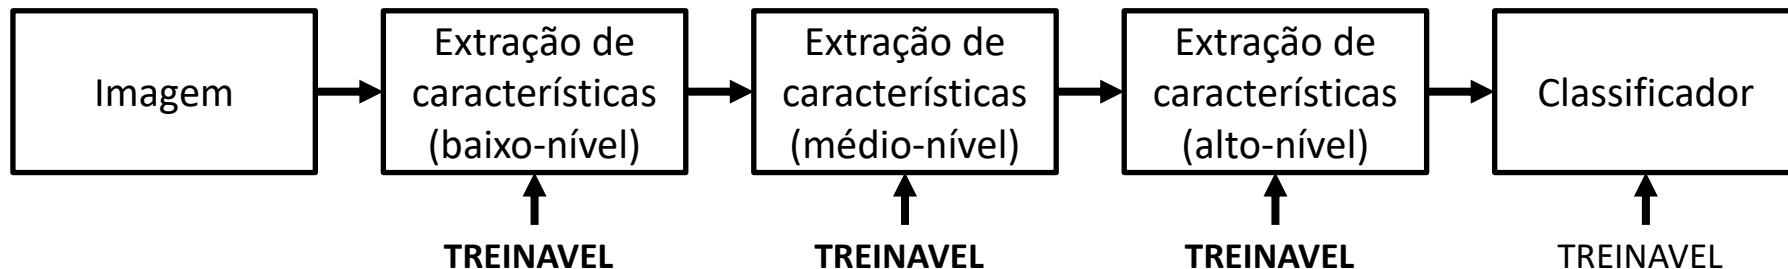 Imagem
Extração de
características
(baixo-nível)
Extração de
características
(médio-nível)
Extração de
características
(alto-nível)
Classificador
TREINAVEL
TREINAVEL
TREINAVEL
TREINAVEL